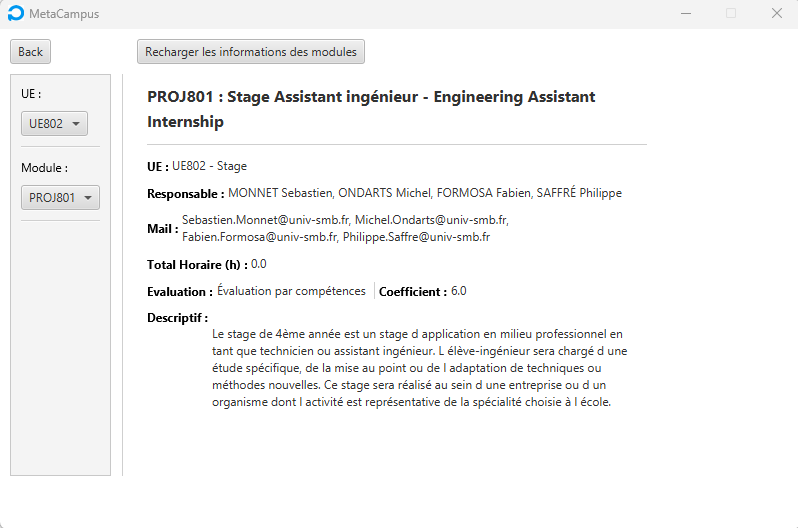 MetaCampus
Back
Recharger les informations des modules
UE :
UE802
Module :
PROJ801
PROJ801 : Stage Assistant ingénieur - Engineering Assistant
Internship
UE : UE802 - Stage
Responsable : MONNET Sebastien, ONDARTS Michel, FORMOSA Fabien, SAFFRÉ Philippe
Mail : Sebastien.Monnet@univ-smb.fr, Michel.Ondarts@univ-smb.fr,
Fabien.Formosa@univ-smb.fr, Philippe.Saffre@univ-smb.fr
Total Horaire (h) : 0.0
Evaluation : Évaluation par compétences Coefficient : 6.0
Descriptif :
Le stage de 4ème année est un stage d application en milieu professionnel en
tant que technicien ou assistant ingénieur. L élève-ingénieur sera chargé d une
étude spécifique, de la mise au point ou de l adaptation de techniques ou
méthodes nouvelles. Ce stage sera réalisé au sein d une entreprise ou d un
organisme dont l activité est représentative de la spécialité choisie à l école.